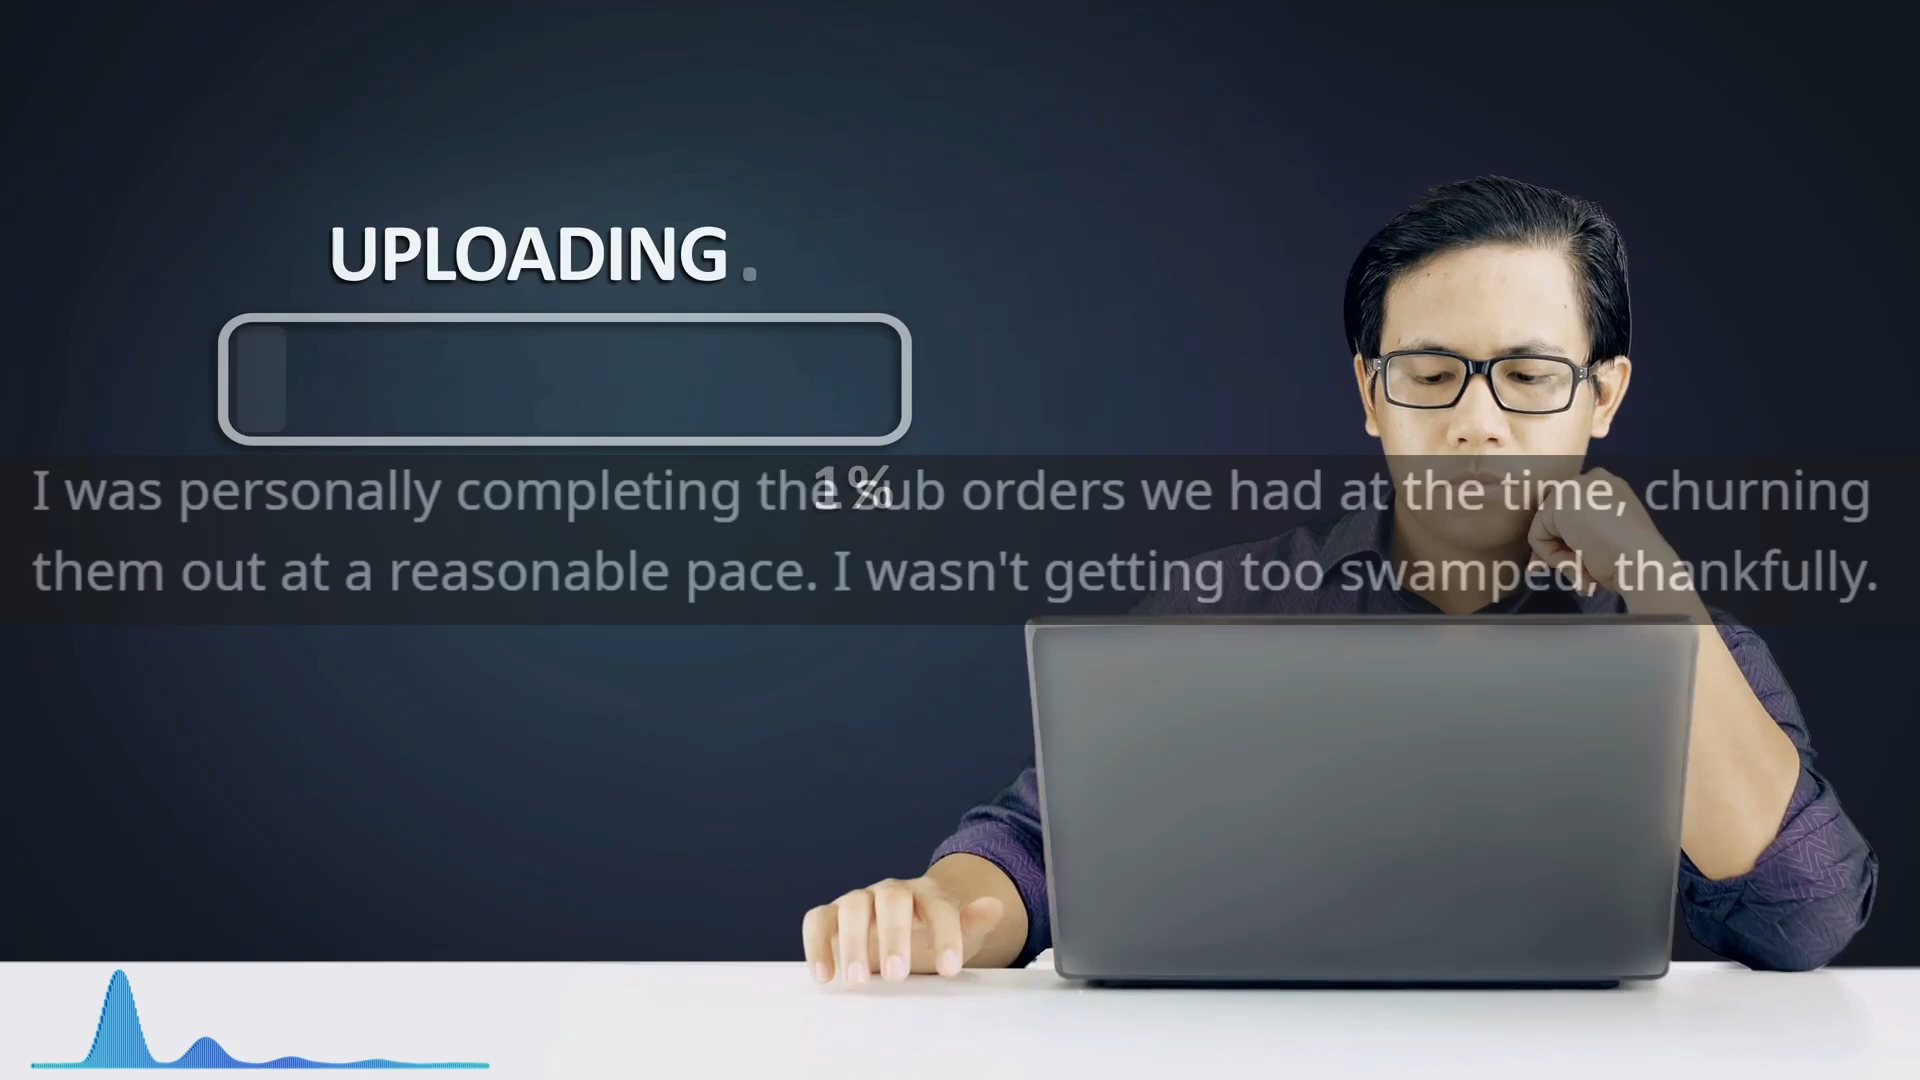 UPLOADING.
1%
I was personally completing the sub orders we had at the time, churning
them out at a reasonable pace. I wasn't getting too swamped, thankfully.